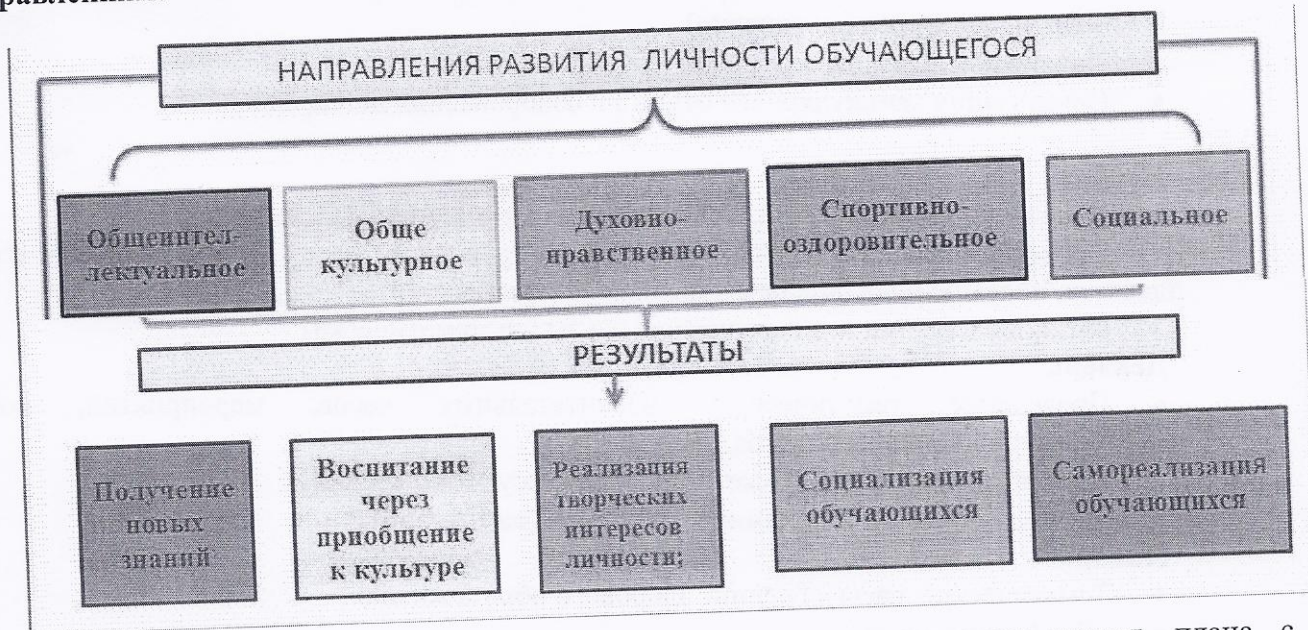 НАПРАВЛЕНИЯ РАЗВИТИЯ ЛИЧНОСТИ ОБУЧАЮЩЕГОСЯ
Общеинтел-
лектуальное
Обще
культурное
Духовно-
нравственное
Спортивно-
оздоровительное
Социальное
РЕЗУЛЬТАТЫ
Получение
новых
знаний
Воспитание
через
приобщение
к культуре
Реализация
творческих
интересов
личности;
Социализация
обучающихся
Самореализация
обучающихся
плана с